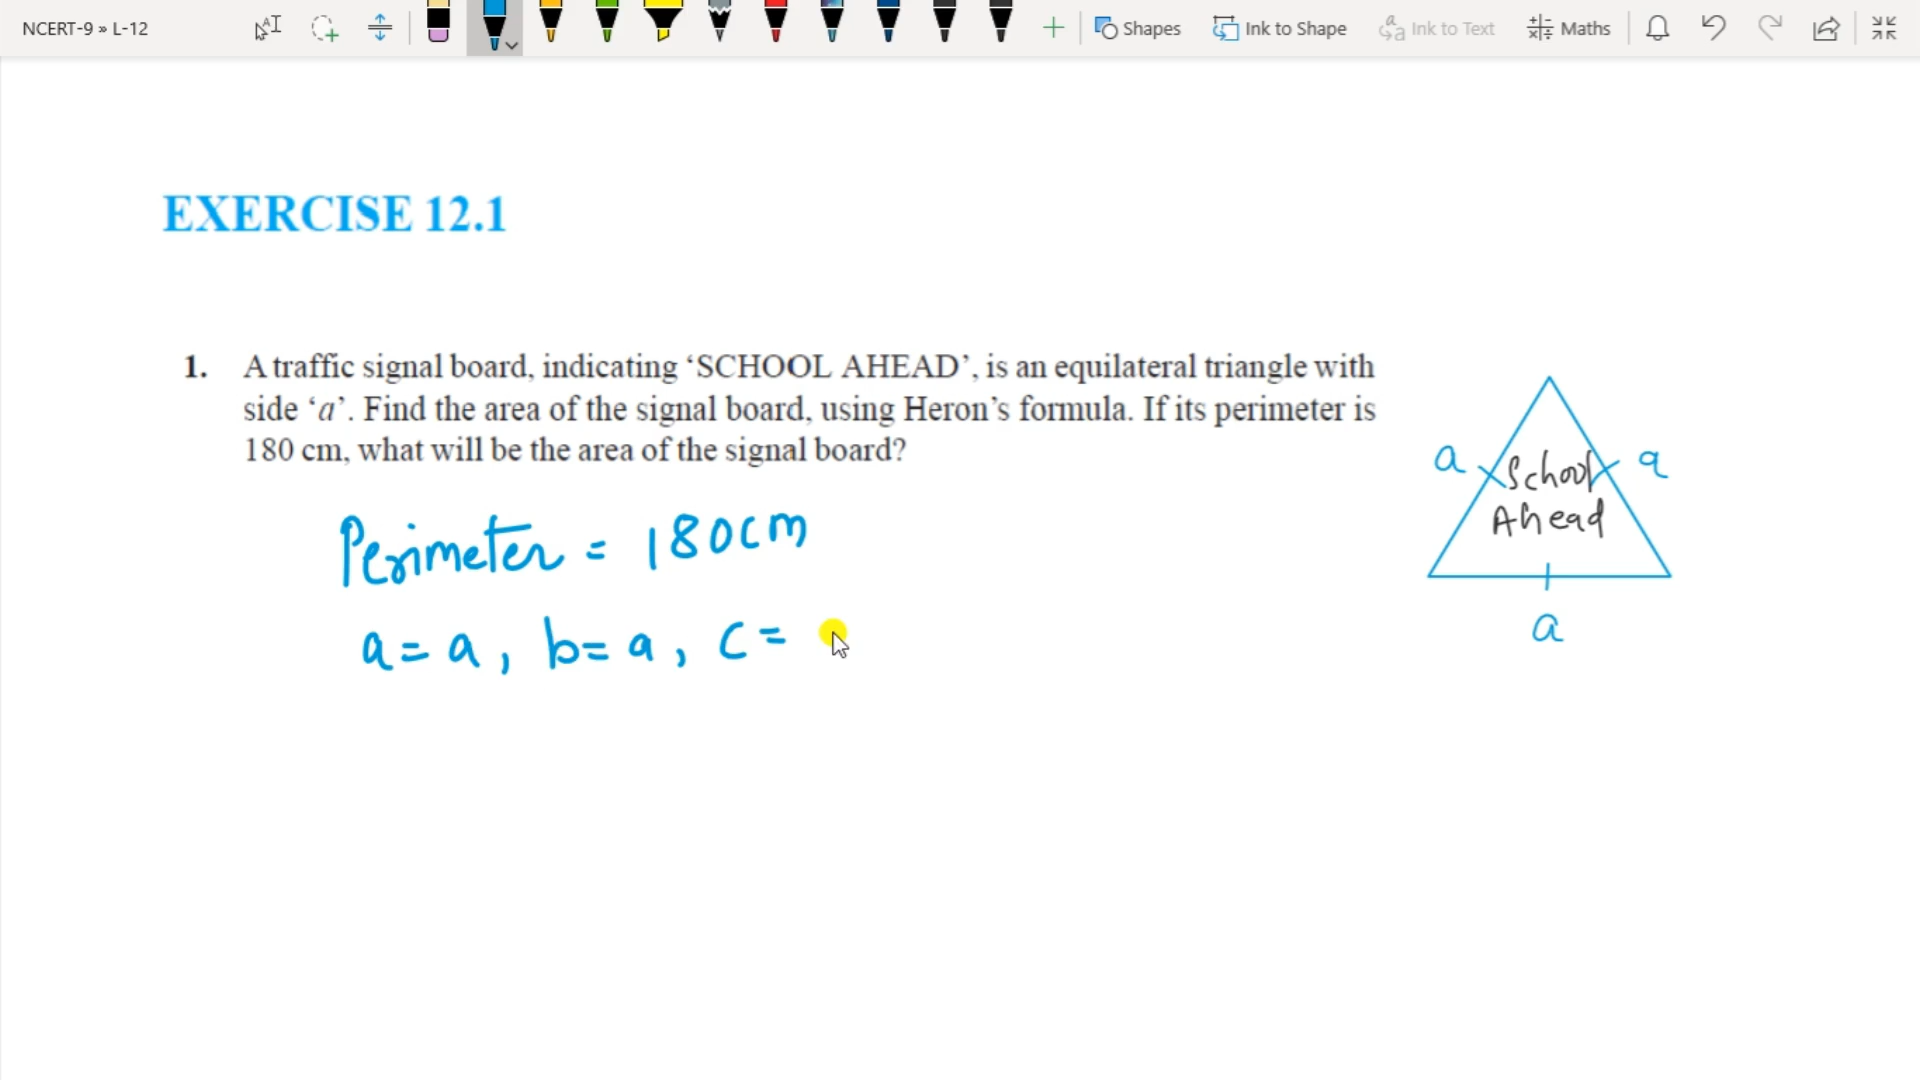 NCERT-9 » L-12
Shapes
Ink to Shape
Ink to Text
Maths
EXERCISE 12.1
1. A traffic signal board, indicating ‘SCHOOL AHEAD’, is an equilateral triangle with
side ‘a’. Find the area of the signal board, using Heron’s formula. If its perimeter is
180 cm, what will be the area of the signal board?
a
School
a
Ahead
a
Perimeter = 180cm
a= a, b= a, c=